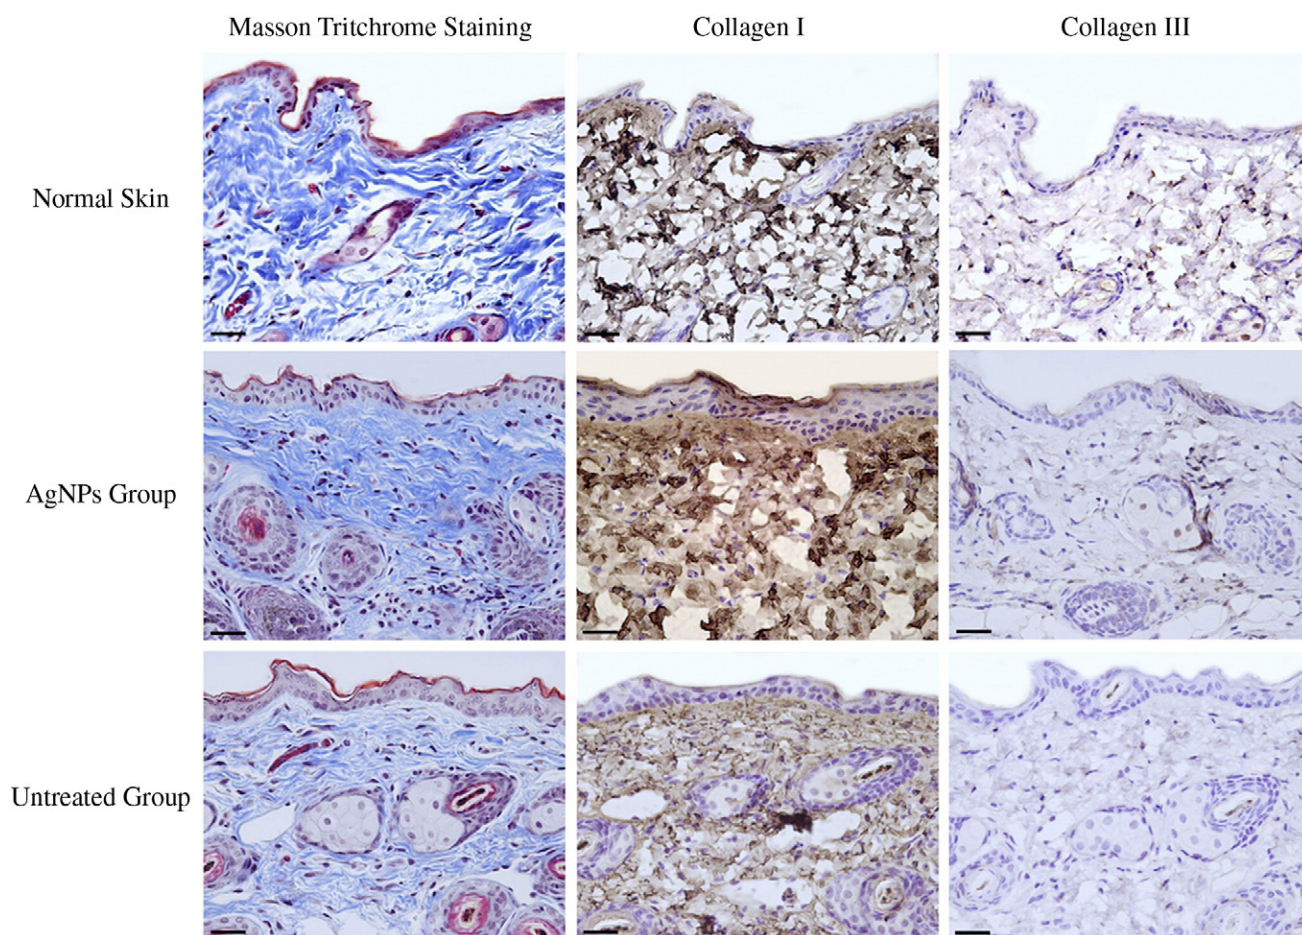 Masson Tritchrome Staining
Collagen I
Collagen III
Normal Skin
AgNPs Group
Untreated Group